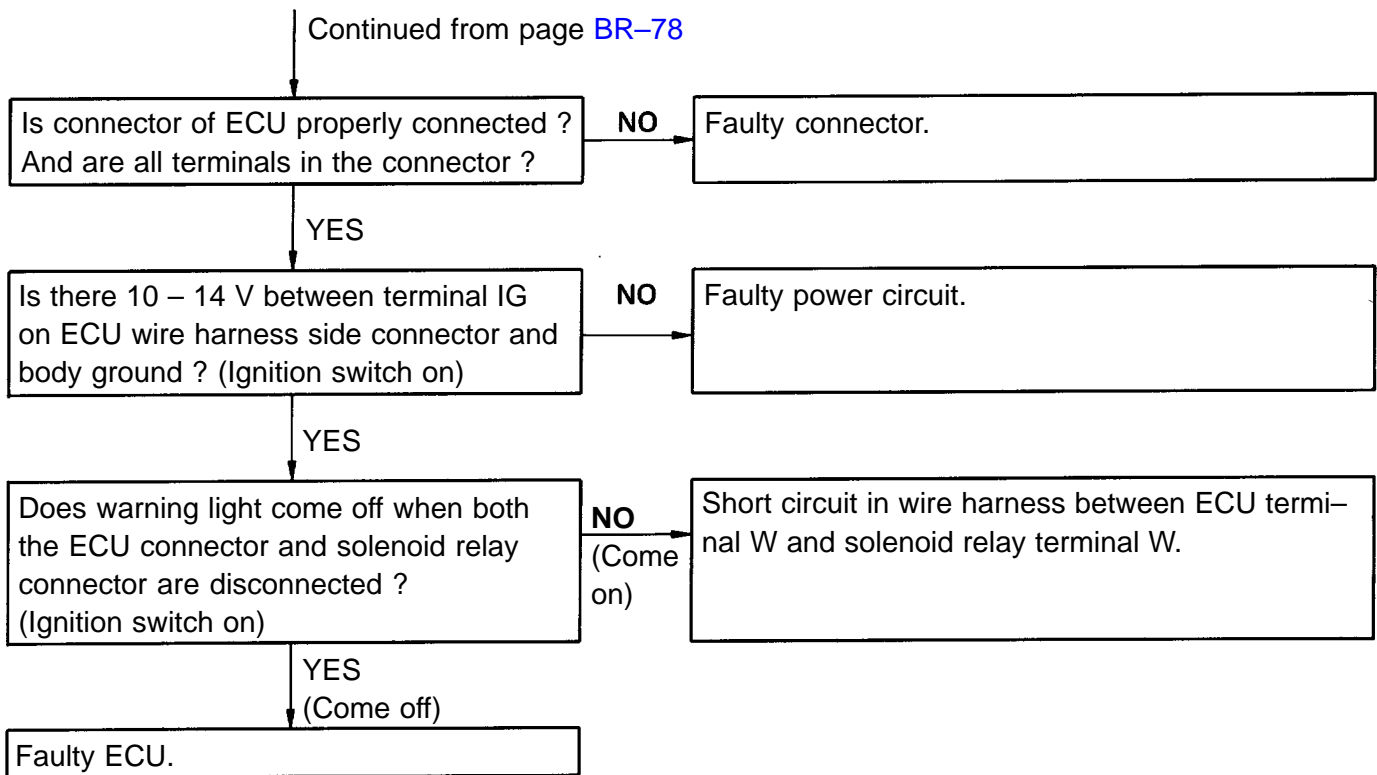 Continued from page BR–78
Is connector of ECU properly connected ?
And are all terminals in the connector ?
NO
Faulty connector.
YES
Is there 10 – 14 V between terminal IG
on ECU wire harness side connector and
body ground ? (Ignition switch on)
NO
Faulty power circuit.
YES
Does warning light come off when both
the ECU connector and solenoid relay
connector are disconnected ?
(Ignition switch on)
NO
(Come
on)
Short circuit in wire harness between ECU termi–
nal W and solenoid relay terminal W.
YES
(Come off)
Faulty ECU.